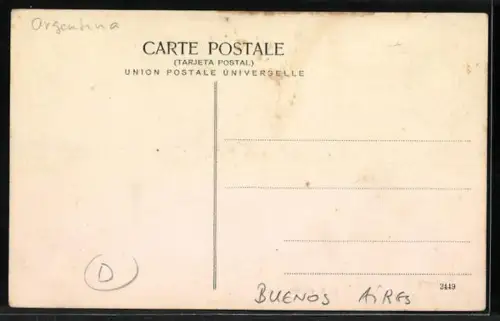 Argentina
CARTE POSTALE
(TARJETA POSTAL)
UNION POSTALE UNIVERSELLE
D
2449
BUENOS AIRES